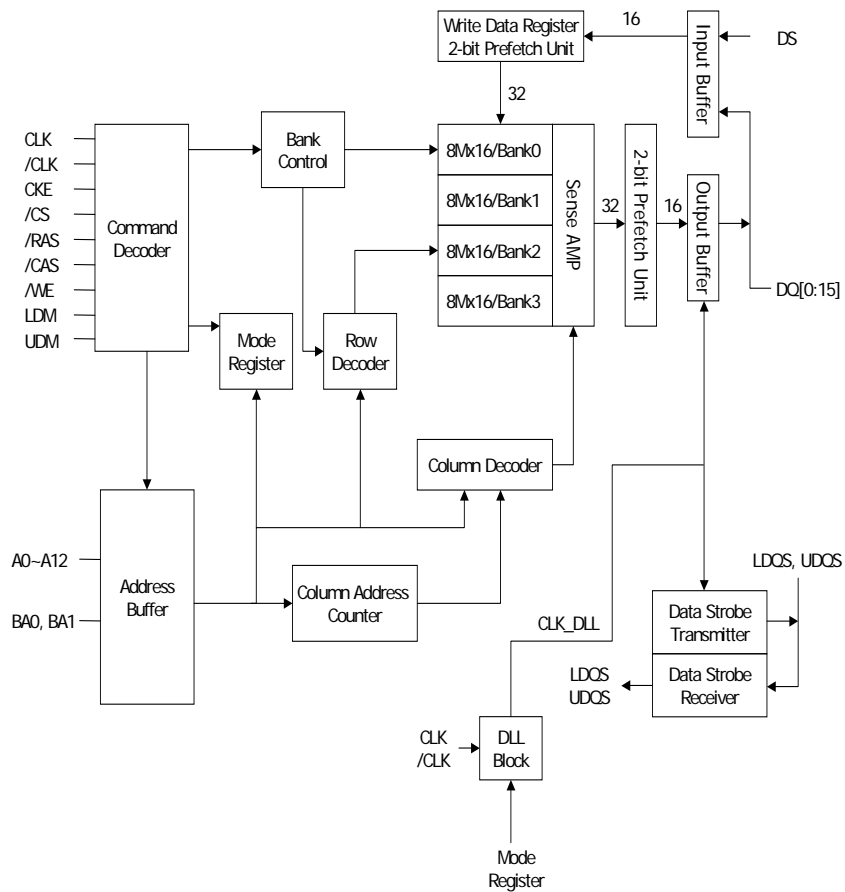 Write Data Register
2-bit Prefetch Unit
16
Input Buffer
DS
32
CLK
/CLK
CKE
/CS
/RAS
/CAS
/WE
LDM
UDM
Command
Decoder
Bank
Control
8Mx16/Bank0
8Mx16/Bank1
8Mx16/Bank2
8Mx16/Bank3
Sense AMP
32
2-bit Prefetch Unit
16
Output Buffer
DQ[0:15]
Mode
Register
Row
Decoder
Column Decoder
A0~A12
BA0, BA1
Address
Buffer
Column Address
Counter
CLK_DLL
LDQS, UDQS
Data Strobe
Transmitter
Data Strobe
Receiver
LDQS
UDQS
CLK
/CLK
DLL
Block
Mode
Register